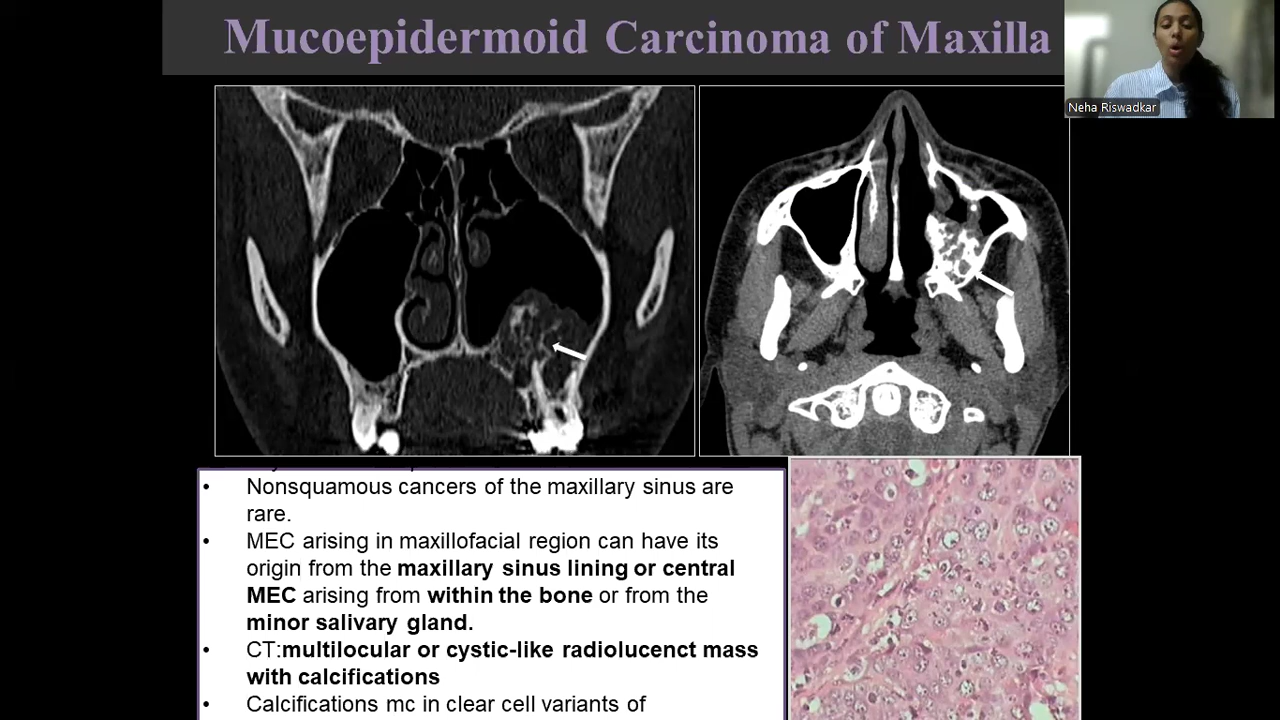 Mucoepidermoid Carcinoma of Maxilla
Neha Riswadkar
• Nonsquamous cancers of the maxillary sinus are
rare.
• MEC arising in maxillofacial region can have its
origin from the maxillary sinus lining or central
MEC arising from within the bone or from the
minor salivary gland.
• CT:multilocular or cystic-like radiolucenct mass
with calcifications
• Calcifications mc in clear cell variants of